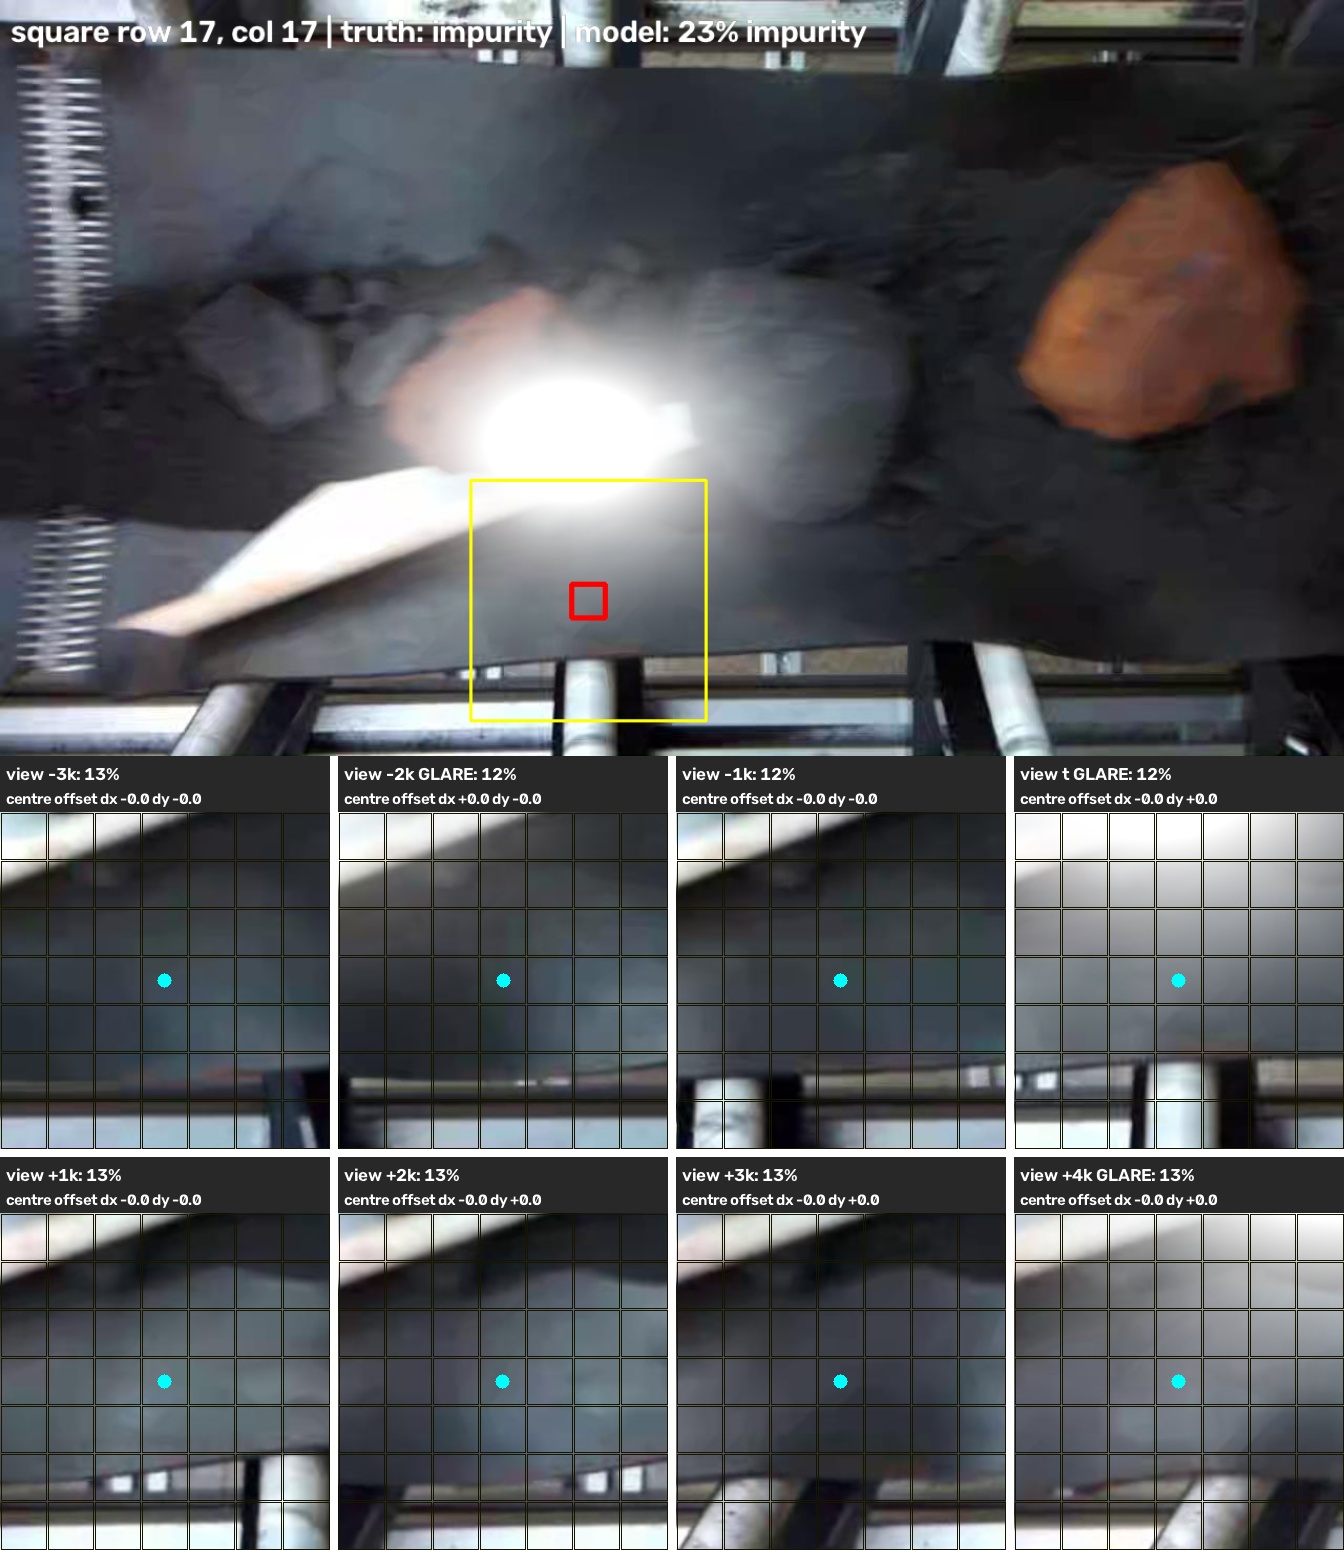 square row 17, col 17 | truth: impurity | model: 23% impurity
view -3k: 13%
centre offset dx -0.0 dy -0.0
view -2k GLARE: 12%
centre offset dx +0.0 dy -0.0
view -1k: 12%
centre offset dx -0.0 dy -0.0
view t GLARE: 12%
centre offset dx -0.0 dy +0.0
view +1k: 13%
centre offset dx -0.0 dy -0.0
view +2k: 13%
centre offset dx -0.0 dy +0.0
view +3k: 13%
centre offset dx -0.0 dy +0.0
view +4k GLARE: 13%
centre offset dx -0.0 dy +0.0